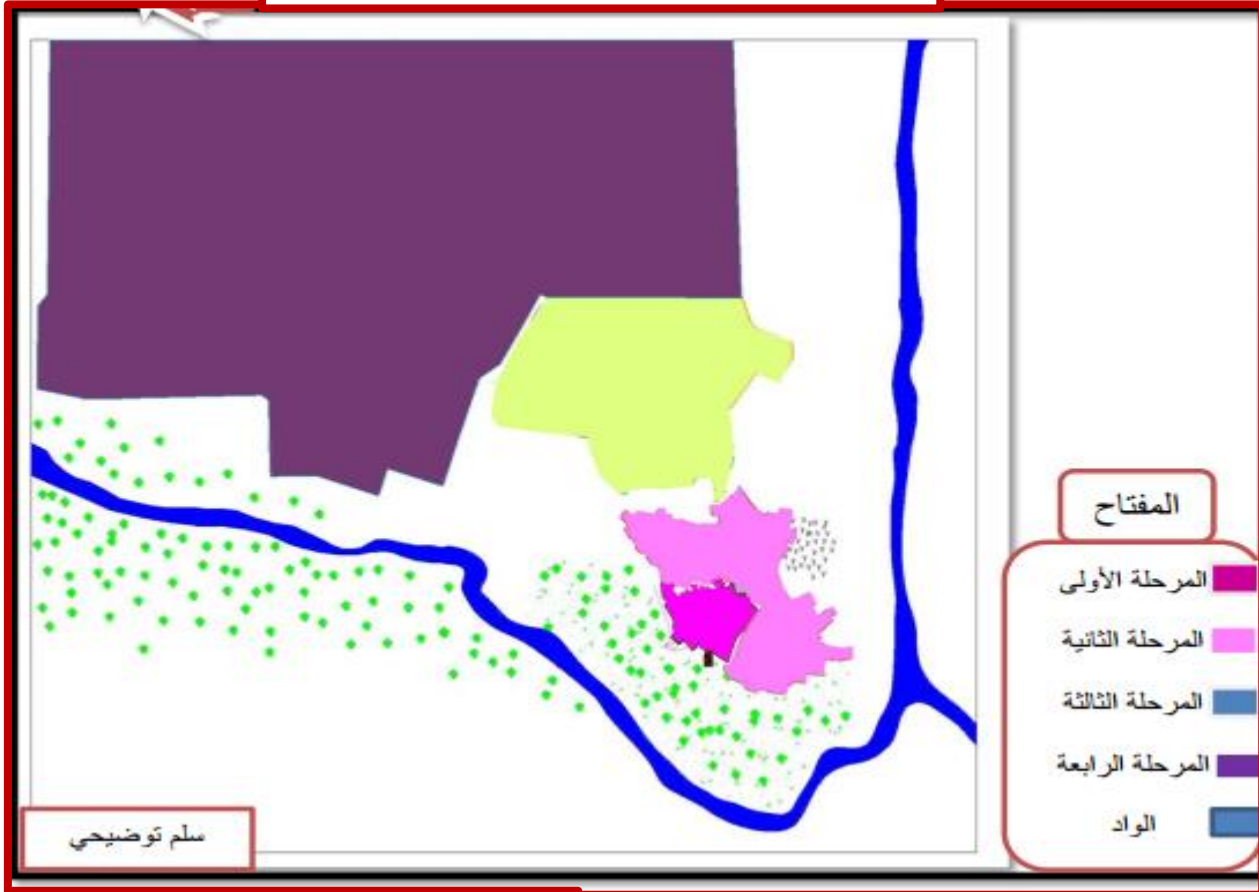 المفتاح
المرحلة الأولى
المرحلة الثانية
المرحلة الثالثة
المرحلة الرابعة
الواد
سلم توضيحي